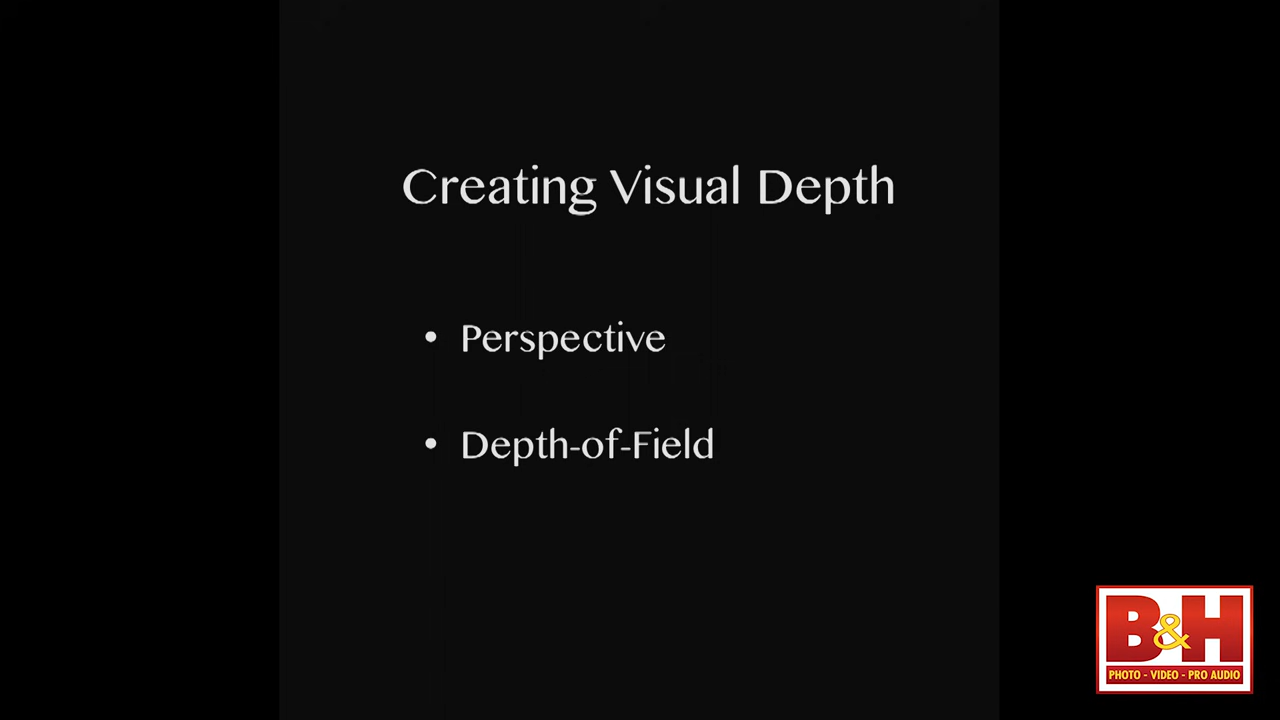 Creating Visual Depth
• Perspective
• Depth-of-Field
B&H
PHOTO - VIDEO - PRO AUDIO